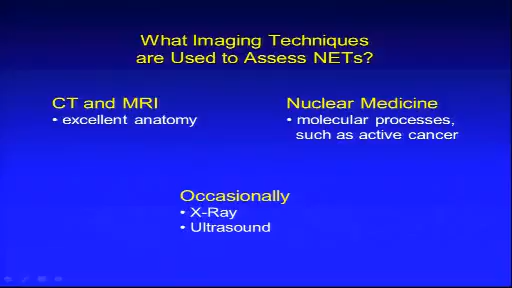 What Imaging Techniques
are Used to Assess NETs?
CT and MRI
• excellent anatomy
Nuclear Medicine
• molecular processes,
such as active cancer
Occasionally
• X-Ray
• Ultrasound